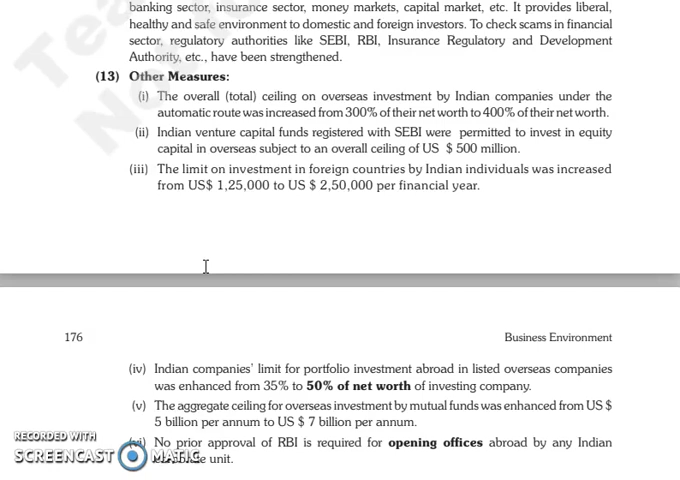 banking sector, insurance sector, money markets, capital market, etc. It provides liberal,
healthy and safe environment to domestic and foreign investors. To check scams in financial
sector, regulatory authorities like SEBI, RBI, Insurance Regulatory and Development
Authority, etc., have been strengthened.
(13) Other Measures:
(i) The overall (total) ceiling on overseas investment by Indian companies under the
automatic route was increased from 300% of their net worth to 400% of their net worth.
(ii) Indian venture capital funds registered with SEBI were permitted to invest in equity
capital in overseas subject to an overall ceiling of US $ 500 million.
(iii) The limit on investment in foreign countries by Indian individuals was increased
from US$ 1,25,000 to US $ 2,50,000 per financial year.
176 Business Environment
(iv) Indian companies' limit for portfolio investment abroad in listed overseas companies
was enhanced from 35% to 50% of net worth of investing company.
(v) The aggregate ceiling for overseas investment by mutual funds was enhanced from US $
5 billion per annum to US $ 7 billion per annum.
(vi) No prior approval of RBI is required for opening offices abroad by any Indian
unit.
RECORDED WITH
SCREENCAST MATIC